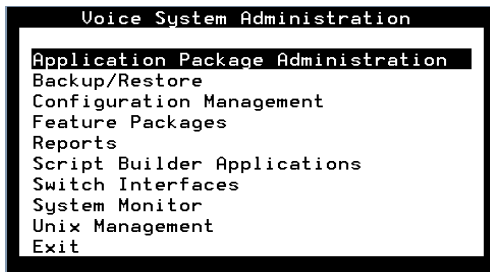 Voice System Administration
Application Package Administration
Backup/Restore
Configuration Management
Feature Packages
Reports
Script Builder Applications
Switch Interfaces
System Monitor
Unix Management
Exit